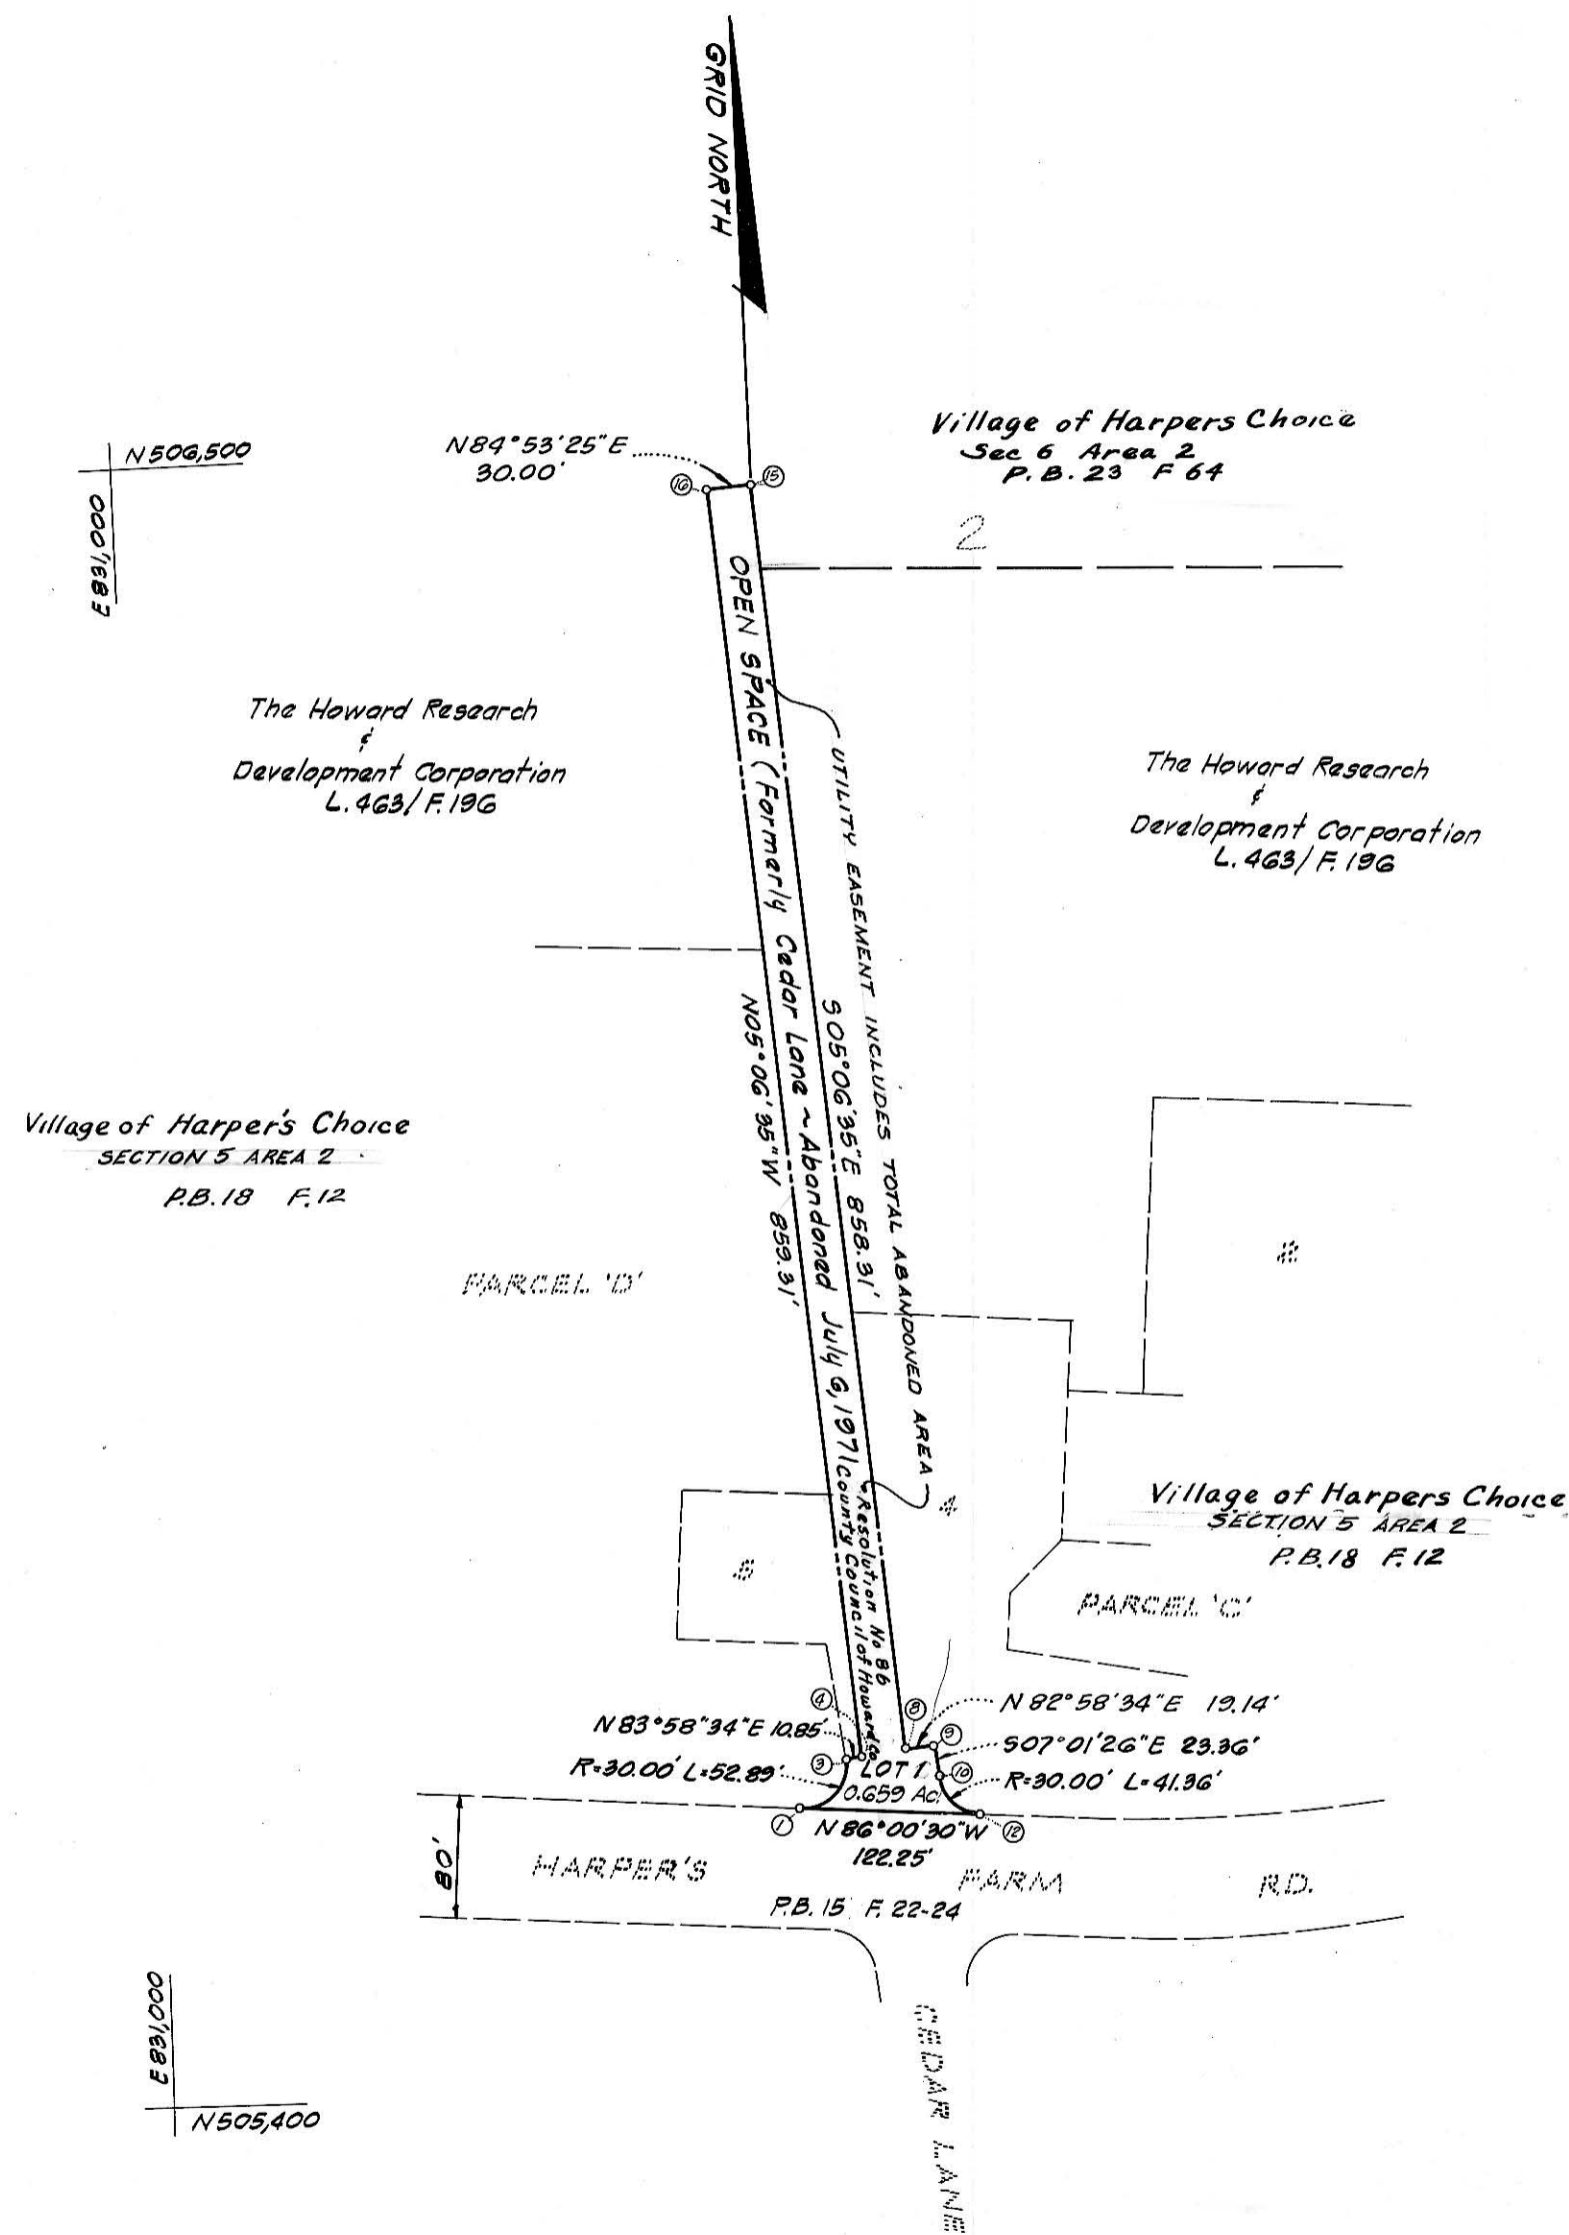 GRID NORTH
N506,500
E831,000
N84°53'25"E
30.00'
16
15
Village of Harpers Choice
Sec 6 Area 2
P.B. 23 F 64
2
OPEN SPACE (Formerly Cedar Lane ~ Abandoned July 6, 1971 County Council of Howard Co
Resolution No 86
UTILITY EASEMENT INCLUDES TOTAL ABANDONED AREA
The Howard Research
&
Development Corporation
L.463/F.196
The Howard Research
&
Development Corporation
L.463/F.196
N05°06'35"W 859.31'
S05°06'35"E 858.31'
Village of Harper's Choice
SECTION 5 AREA 2
P.B.18 F.12
PARCEL 'D'
4
Village of Harpers Choice
SECTION 5 AREA 2
P.B.18 F.12
PARCEL 'C'
4
8
N 82°58'34"E 19.14'
N83°58"34"E 10.85'
9
S07°01'26"E 23.36'
3
R=30.00' L=52.89'
LOT 1
10
R=30.00' L=41.36'
0.659 Ac.
1
N 86°00'30"W
12
122.25'
80'
HARPER'S FARM RD.
P.B. 15 F. 22-24
E831,000
N505,400
CEDAR LANE